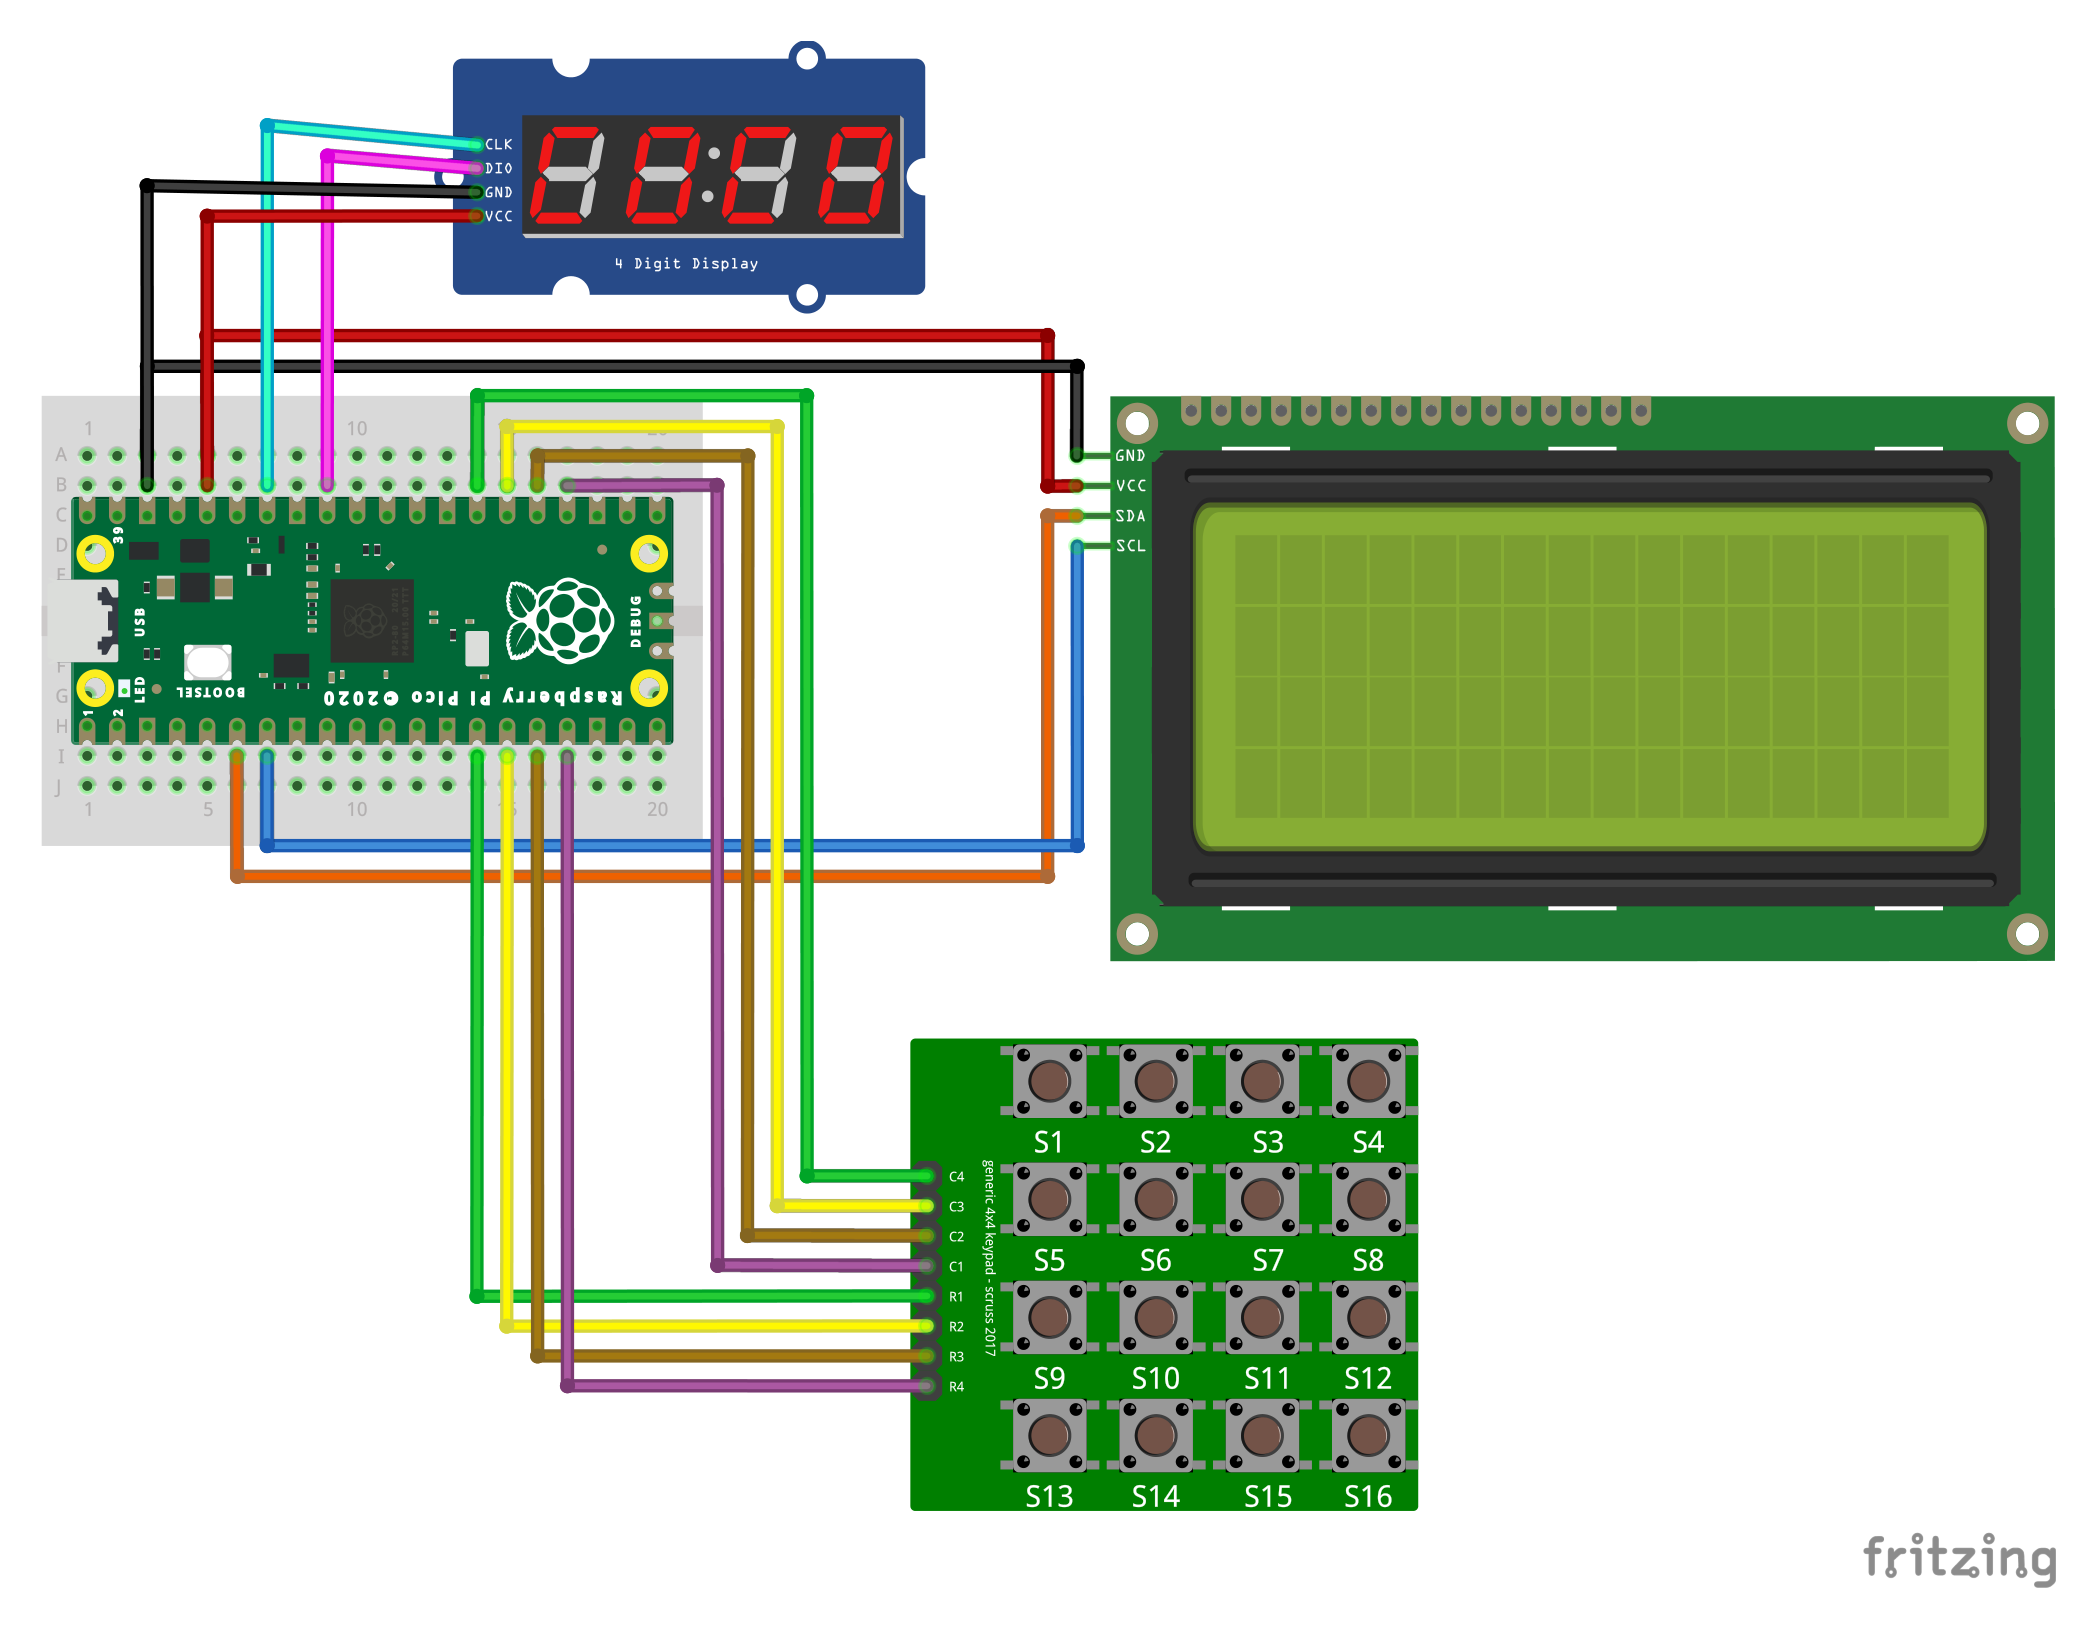 CLK
DIO
GND
VCC
4 Digit Display
1
10
A
B
C
D
E
F
G
H
I
J
39
USB
DEBUG
LED
BOOTSEL
1
2
Raspberry Pi Pico ©2020
1
5
10
20
GND
VCC
SDA
SCL
S1 S2 S3 S4
S5 S6 S7 S8
S9 S10 S11 S12
S13 S14 S15 S16
C4
C3
C2
C1
R1
R2
R3
R4
generic 4x4 keypad - scruss 2017
fritzing